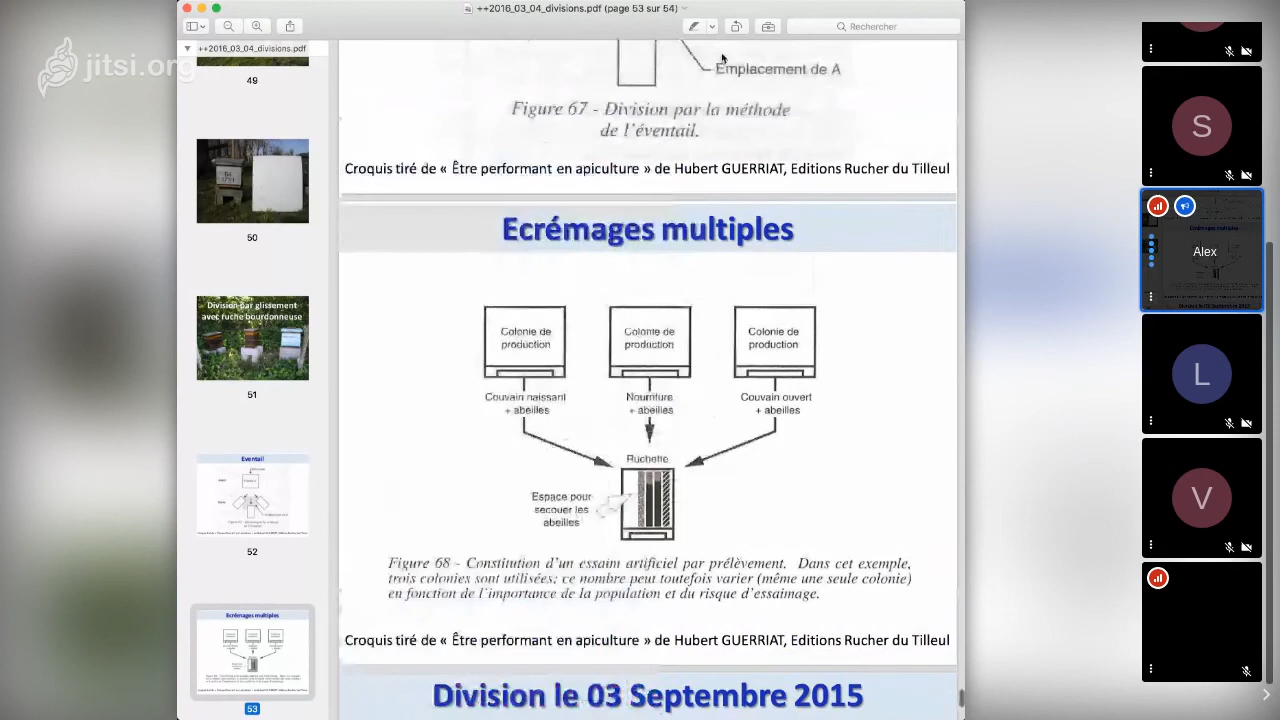 ++2016_03_04_divisions.pdf (page 53 sur 54)
Rechercher
jitsi.org
++2016_03_04_divisions.pdf
49
50
Division par glissement
avec ruche bourdonneuse
51
Eventail
52
Ecrémages multiples
53
Emplacement de A
Figure 67 - Division par la méthode
de l'éventail.
Croquis tiré de « Être performant en apiculture » de Hubert GUERRIAT, Editions Rucher du Tilleul
Ecrémages multiples
Colonie de
production
Colonie de
production
Colonie de
production
Couvain naissant
+ abeilles
Nourriture
+ abeilles
Couvain ouvert
+ abeilles
Ruchette
Espace pour
secouer les
abeilles
Figure 68 - Constitution d'un essaim artificiel par prélèvement. Dans cet exemple,
trois colonies sont utilisées; ce nombre peut toutefois varier (même une seule colonie)
en fonction de l'importance de la population et du risque d'essaimage.
Croquis tiré de « Être performant en apiculture » de Hubert GUERRIAT, Editions Rucher du Tilleul
Division le Septembre 2015
S
Alex
L
V